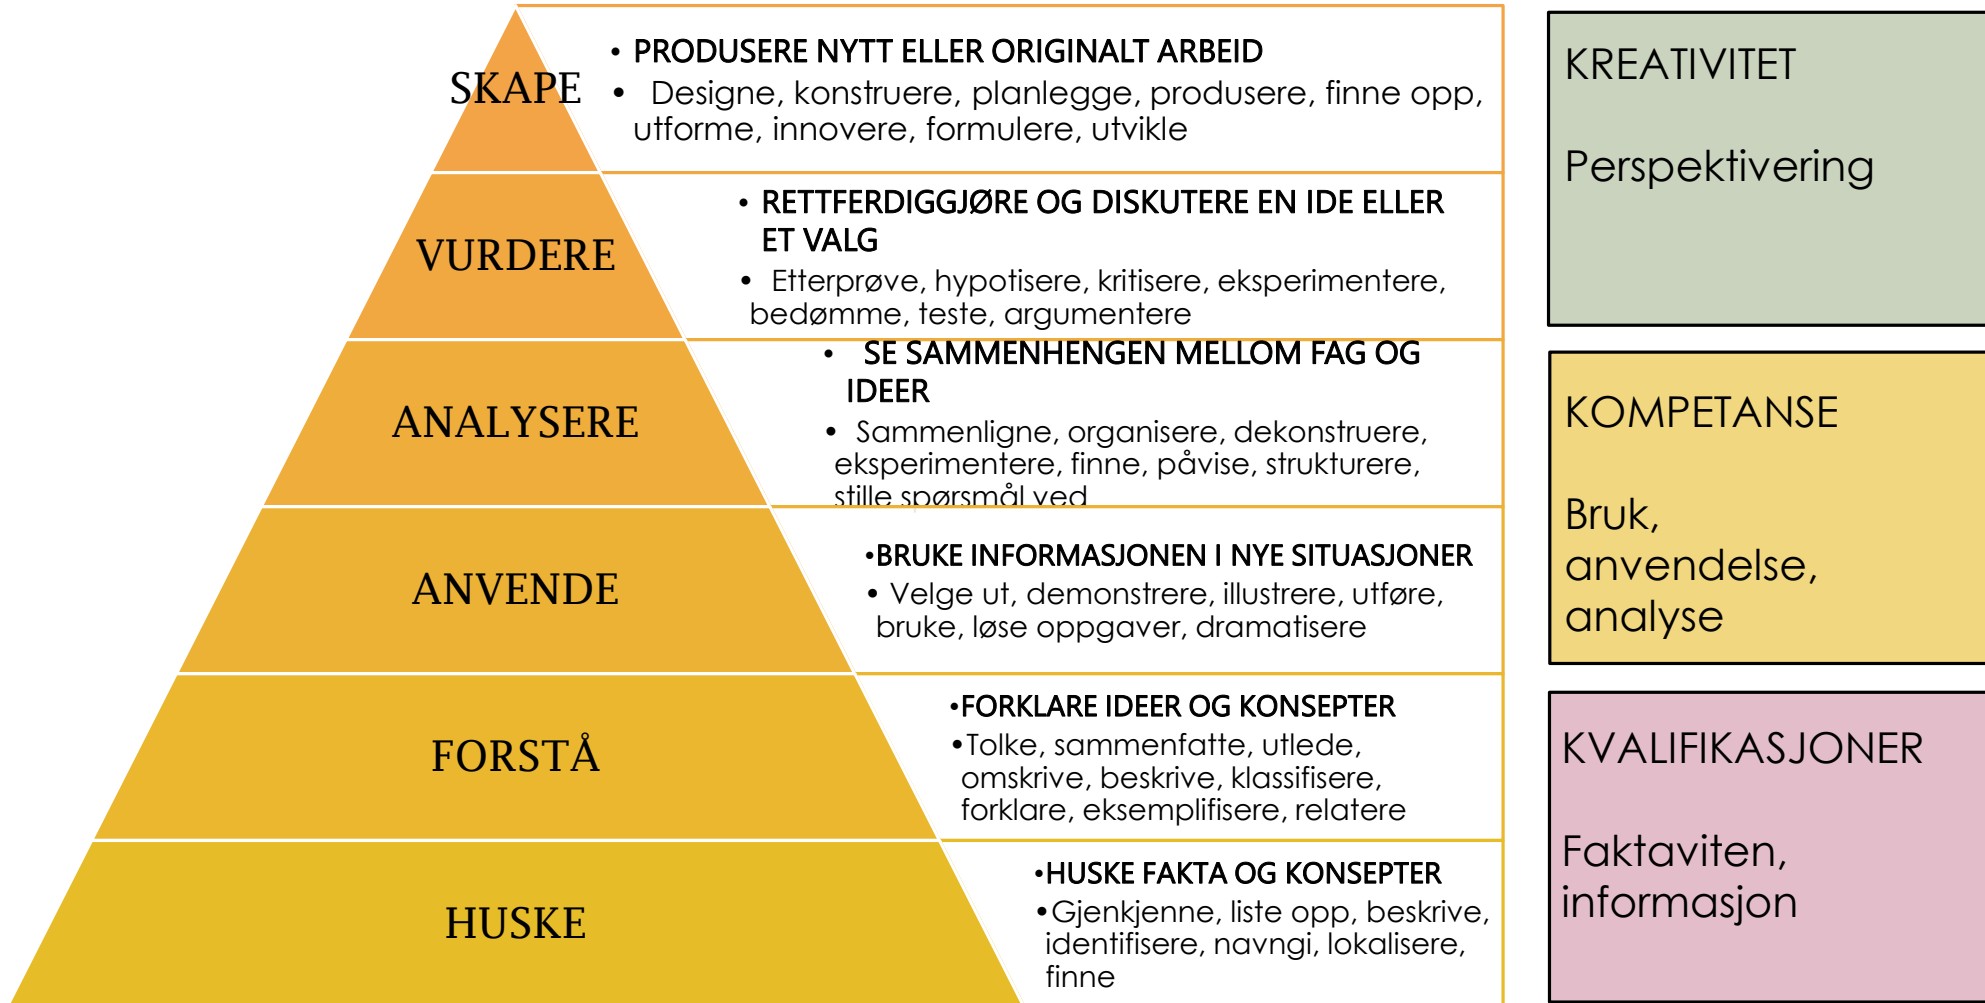 SKAPE
• PRODUSERE NYTT ELLER ORIGINALT ARBEID
• Designe, konstruere, planlegge, produsere, finne opp,
utforme, innovere, formulere, utvikle
VURDERE
• RETTFERDIGGJØRE OG DISKUTERE EN IDE ELLER
ET VALG
• Etterprøve, hypotisere, kritisere, eksperimentere,
bedømme, teste, argumentere
ANALYSERE
• SE SAMMENHENGEN MELLOM FAG OG
IDEER
• Sammenligne, organisere, dekonstruere,
eksperimentere, finne, påvise, strukturere,
stille spørsmål ved
ANVENDE
•BRUKE INFORMASJONEN I NYE SITUASJONER
• Velge ut, demonstrere, illustrere, utføre,
bruke, løse oppgaver, dramatisere
FORSTÅ
•FORKLARE IDEER OG KONSEPTER
•Tolke, sammenfatte, utlede,
omskrive, beskrive, klassifisere,
forklare, eksemplifisere, relatere
HUSKE
•HUSKE FAKTA OG KONSEPTER
•Gjenkjenne, liste opp, beskrive,
identifisere, navngi, lokalisere,
finne
KREATIVITET
Perspektivering
KOMPETANSE
Bruk,
anvendelse,
analyse
KVALIFIKASJONER
Faktaviten,
informasjon